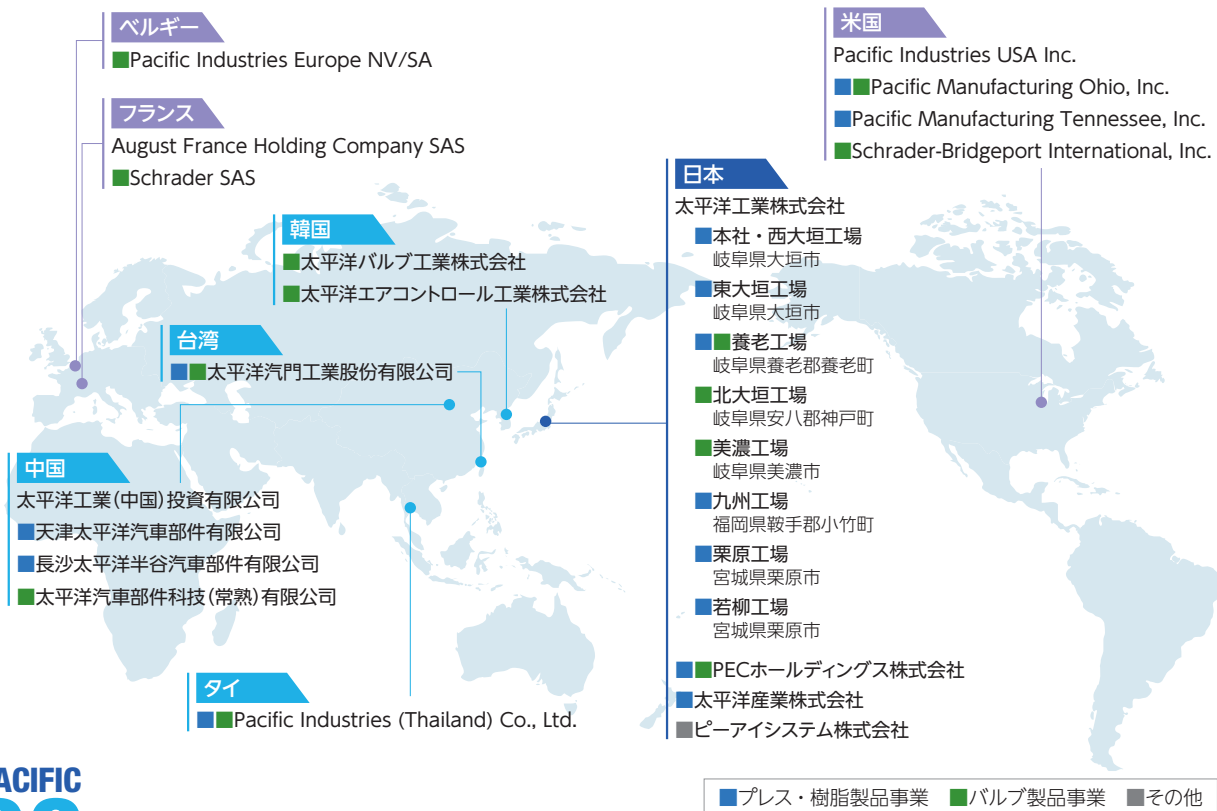 ベルギー
■Pacific Industries Europe NV/SA
フランス
August France Holding Company SAS
■Schrader SAS
韓国
■太平洋バルブ工業株式会社
■太平洋エアコントロール工業株式会社
台湾
■■太平洋汽門工業股份有限公司
中国
太平洋工業(中国)投資有限公司
■天津太平洋汽車部件有限公司
■長沙太平洋半谷汽車部件有限公司
■太平洋汽車部件科技(常熟)有限公司
タイ
■■Pacific Industries (Thailand) Co., Ltd.
米国
Pacific Industries USA Inc.
■■Pacific Manufacturing Ohio, Inc.
■Pacific Manufacturing Tennessee, Inc.
■Schrader-Bridgeport International, Inc.
日本
太平洋工業株式会社
■本社・西大垣工場
岐阜県大垣市
■東大垣工場
岐阜県大垣市
■■養老工場
岐阜県養老郡養老町
■北大垣工場
岐阜県安八郡神戸町
■美濃工場
岐阜県美濃市
■九州工場
福岡県鞍手郡小竹町
■栗原工場
宮城県栗原市
■若柳工場
宮城県栗原市
■■PECホールディングス株式会社
■太平洋産業株式会社
■ピーアイシステム株式会社
■プレス・樹脂製品事業 ■バルブ製品事業 ■その他
ACIFIC